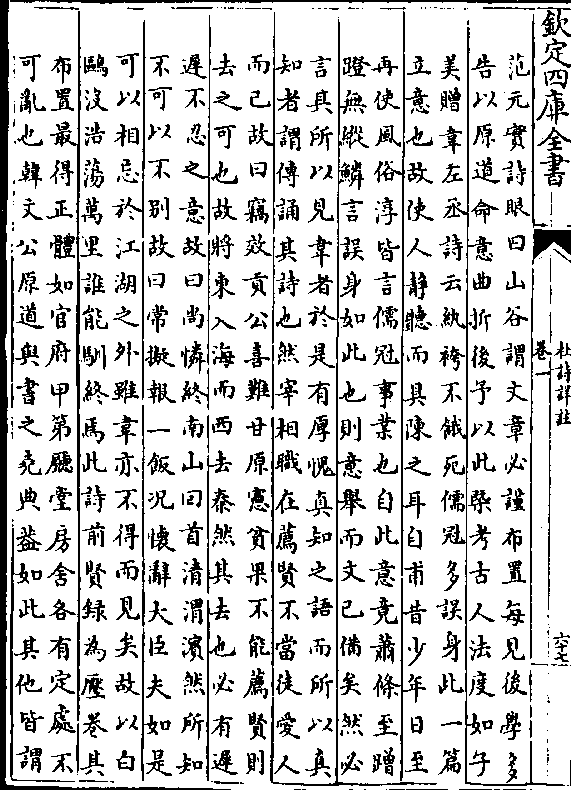 欽定四庫全書
杜詩詳註
卷一
六十七
范元實詩眼曰山谷謂文章必謹布置每見後學多
告以原道命意曲折後予以此槩考古人法度如子
美贈韋左丞詩云紈袴不餓死儒冠多誤身此一篇
立意也故使人静聽而具陳之耳自甫昔少年日至
再使風俗淳皆言儒冠事業也自此意竟蕭條至蹭
蹬無縱鱗言誤身如此也則意舉而文已備矣然必
言其所以見韋者於是有厚愧真知之語而所以真
知者謂傳誦其詩也然宰相職在薦賢不當徒愛人
而已故曰竊效貢公喜難甘原憲貧果不能薦賢則
去之可也故將東入海而西去秦然其去也必有遲
遲不忍之意故曰尚憐終南山回首清渭濱然所知
不可以不别故曰常擬報一飯况懷辭大臣夫如是
可以相忘於江湖之外雖韋亦不得而見矣故以白
鷗沒浩蕩萬里誰能馴終焉此詩前賢録為壓卷其
布置最得正體如官府甲第廳堂房舍各有定處不
可亂也韓文公原道與書之堯典葢如此其他皆謂